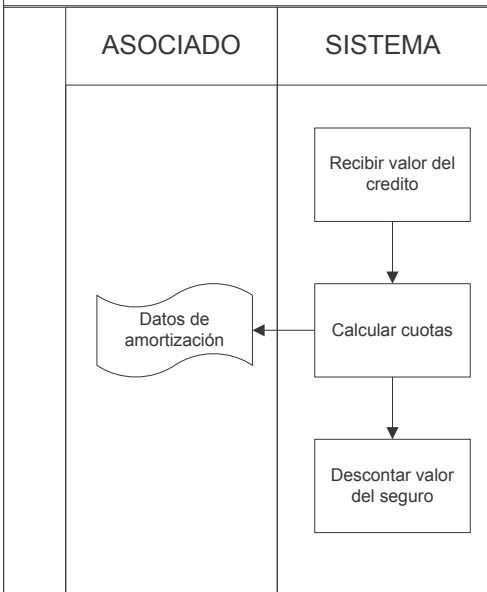 ASOCIADO
SISTEMA
Recibir valor del
credito
Datos de
amortización
Calcular cuotas
Descontar valor
del seguro